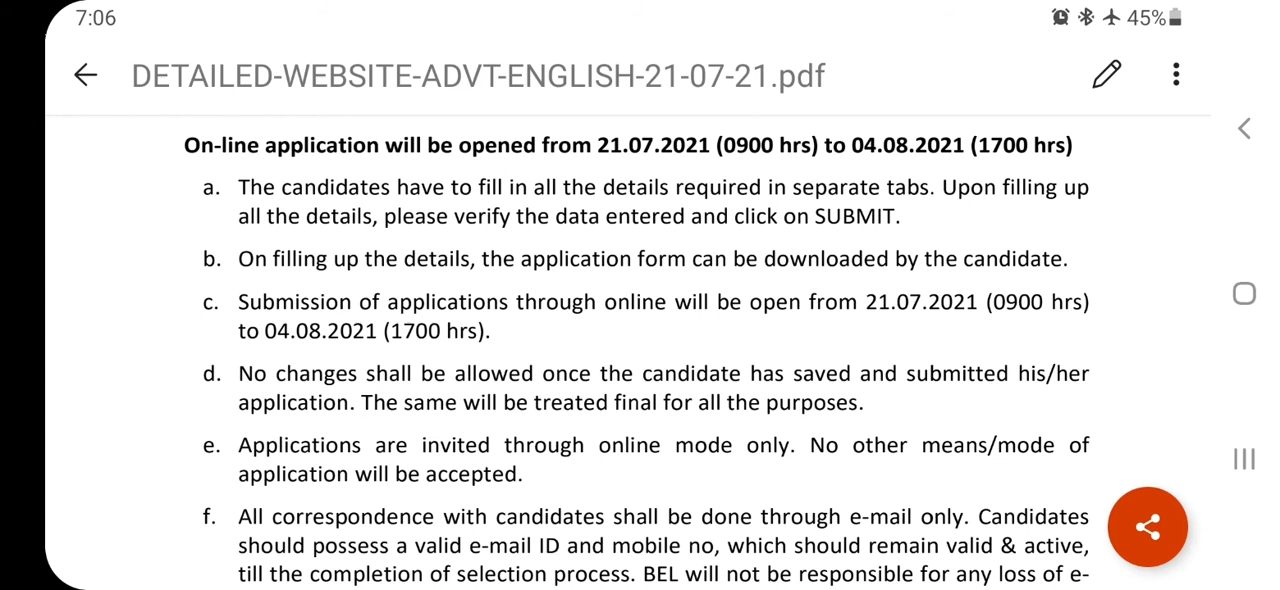 7:06
45%
DETAILED-WEBSITE-ADVT-ENGLISH-21-07-21.pdf
On-line application will be opened from 21.07.2021 (0900 hrs) to 04.08.2021 (1700 hrs)
a. The candidates have to fill in all the details required in separate tabs. Upon filling up
all the details, please verify the data entered and click on SUBMIT.
b. On filling up the details, the application form can be downloaded by the candidate.
c. Submission of applications through online will be open from 21.07.2021 (0900 hrs)
to 04.08.2021 (1700 hrs).
d. No changes shall be allowed once the candidate has saved and submitted his/her
application. The same will be treated final for all the purposes.
e. Applications are invited through online mode only. No other means/mode of
application will be accepted.
f. All correspondence with candidates shall be done through e-mail only. Candidates
should possess a valid e-mail ID and mobile no, which should remain valid & active,
till the completion of selection process. BEL will not be responsible for any loss of e-